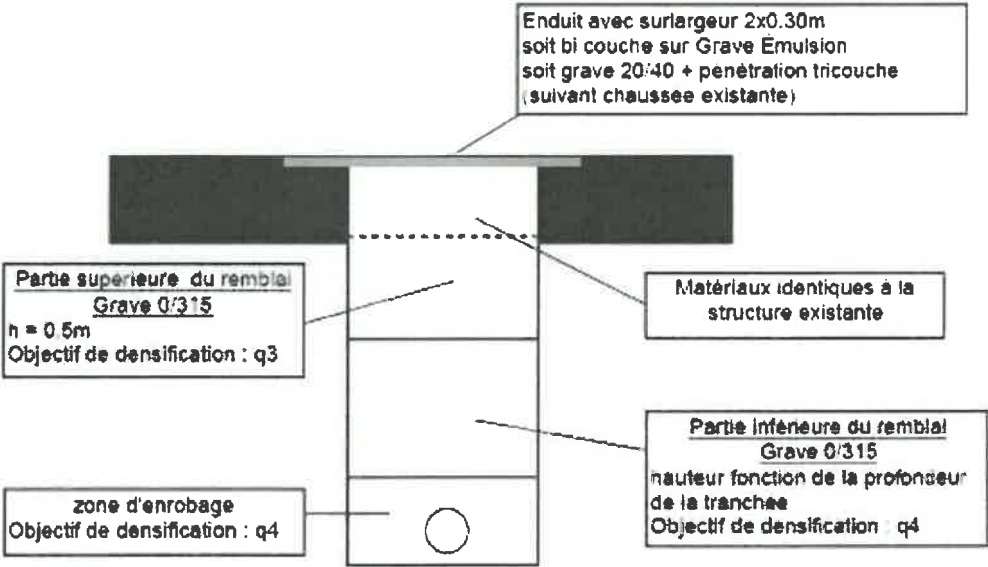 Enduit avec surlargeur 2x0.30m
soit bi couche sur Grave Emulsion
soit grave 20/40 + penétration tricouche
(suivant chaussee existante)
Partie superieure du remblai
Grave 0/315
h = 0.5m
Objectif de densification : q3
Matériaux identiques à la
structure existante
Partie inféneure du remblai
Grave 0/315
hauteur fonction de la profondeur
de la tranchee
Objectif de densification : q4
zone d'enrobage
Objectif de densification : q4